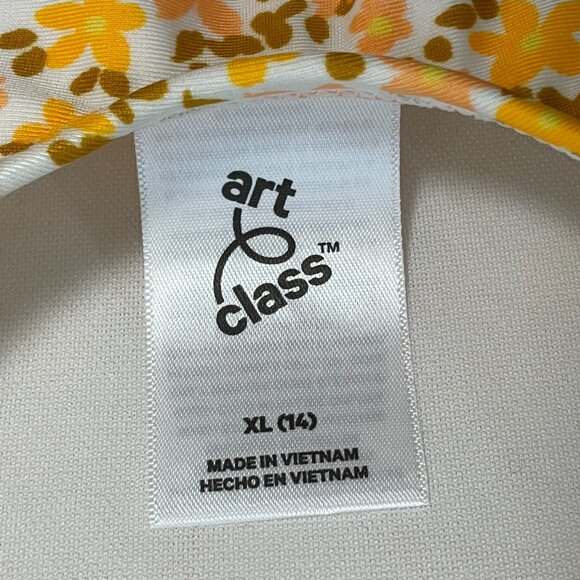 art
class™
XL (14)
MADE IN VIETNAM
HECHO EN VIETNAM